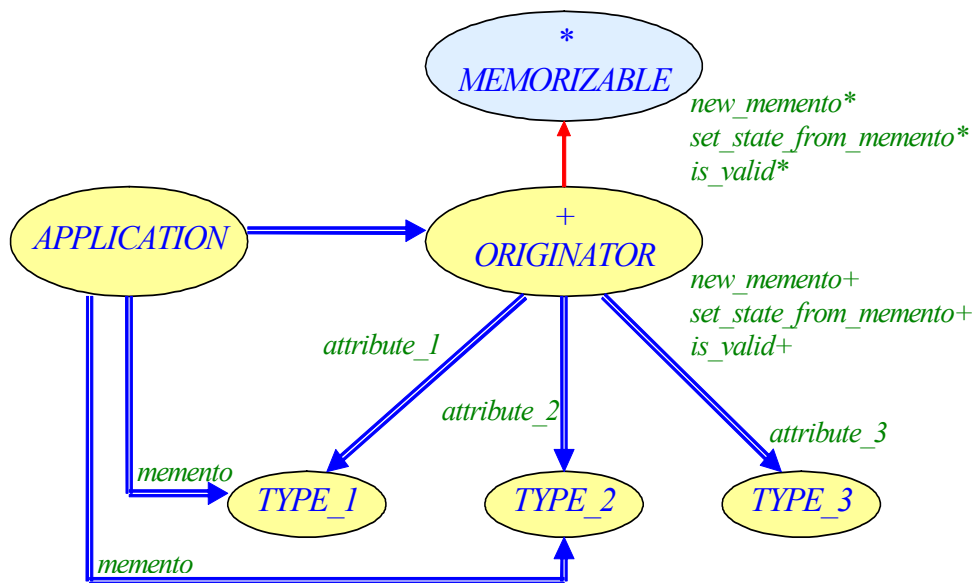 *
MEMORIZABLE
new_memento*
set_state_from_memento*
is_valid*
APPLICATION
+
ORIGINATOR
new_memento+
set_state_from_memento+
is_valid+
attribute_1
attribute_2
attribute_3
memento
TYPE_1
TYPE_2
TYPE_3
memento